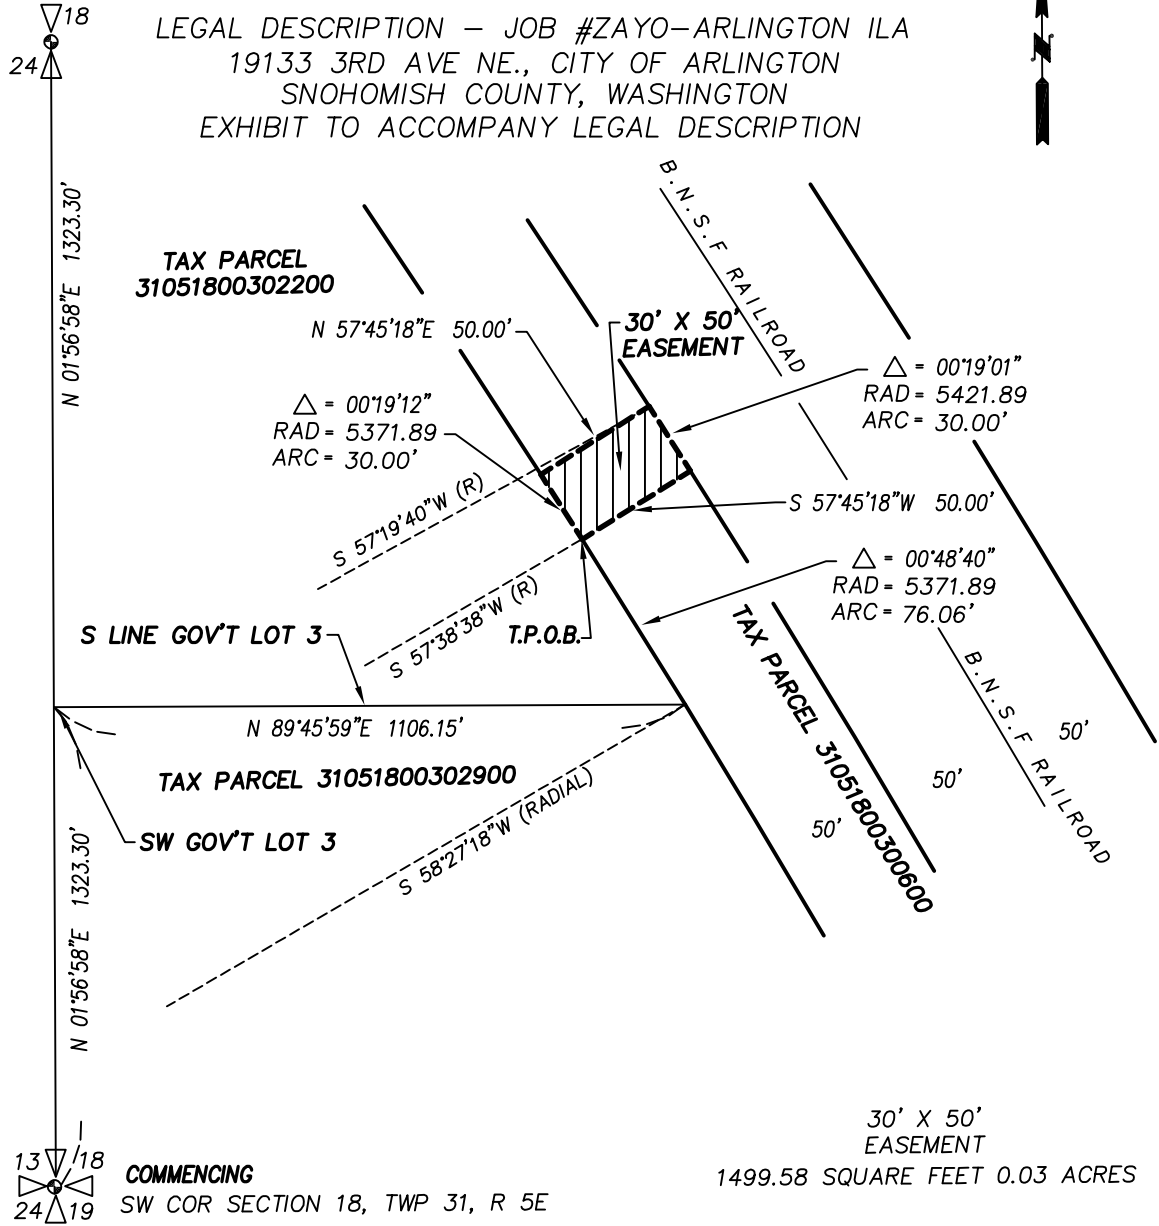 18
24
LEGAL DESCRIPTION – JOB #ZAYO–ARLINGTON ILA
19133 3RD AVE NE., CITY OF ARLINGTON
SNOHOMISH COUNTY, WASHINGTON
EXHIBIT TO ACCOMPANY LEGAL DESCRIPTION
N
N 01°56'58"E 1323.30'
TAX PARCEL
31051800302200
B.N.S.F RAILROAD
N 57°45'18"E 50.00'
30' X 50'
EASEMENT
△ = 00°19'12"
RAD = 5371.89
ARC = 30.00'
△ = 00°19'01"
RAD = 5421.89
ARC = 30.00'
S 57°19'40"W (R)
S 57°45'18"W 50.00'
S 57°38'38"W (R)
T.P.O.B.
△ = 00°48'40"
RAD = 5371.89
ARC = 76.06'
S LINE GOV'T LOT 3
N 89°45'59"E 1106.15'
TAX PARCEL 31051800300600
B.N.S.F RAILROAD
50'
50'
50'
TAX PARCEL 31051800302900
SW GOV'T LOT 3
S 58°27'18"W (RADIAL)
N 01°56'58"E 1323.30'
30' X 50'
EASEMENT
1499.58 SQUARE FEET 0.03 ACRES
13 18
24 19
COMMENCING
SW COR SECTION 18, TWP 31, R 5E